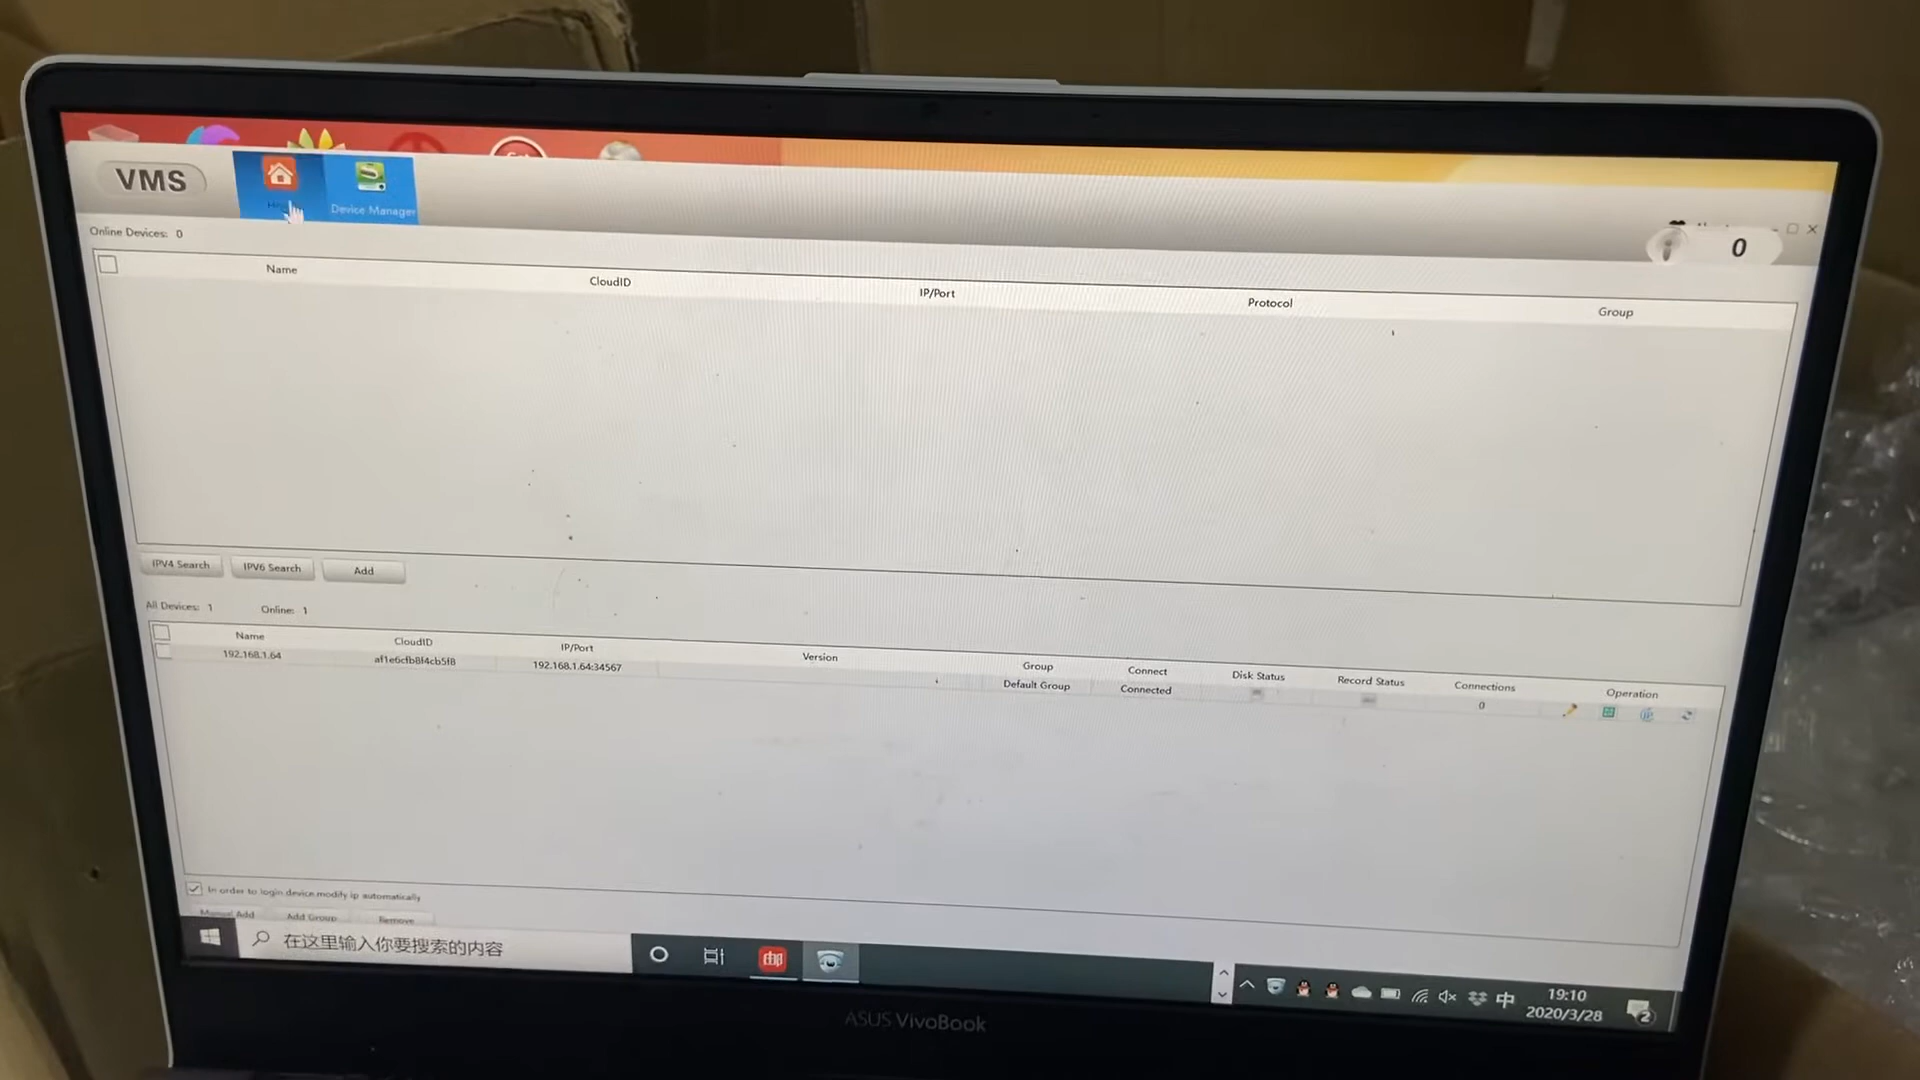 VMS
Device Manager
0
Online Devices: 0
Name CloudID IP/Port Protocol Group
IPV4 Search IPV6 Search Add
All Devices: 1 Online: 1
Name CloudID IP/Port Version Group Connect Disk Status Record Status Connections Operation
192.168.1.64 af1e6cfb8f4cb5f8 192.168.1.64:34567 Default Group Connected 0
In order to login device,modify ip automatically
Manual Add Add Group Remove
在这里输入你要搜索的内容
邮
中
19:10
2020/3/28
2
ASUS VivoBook